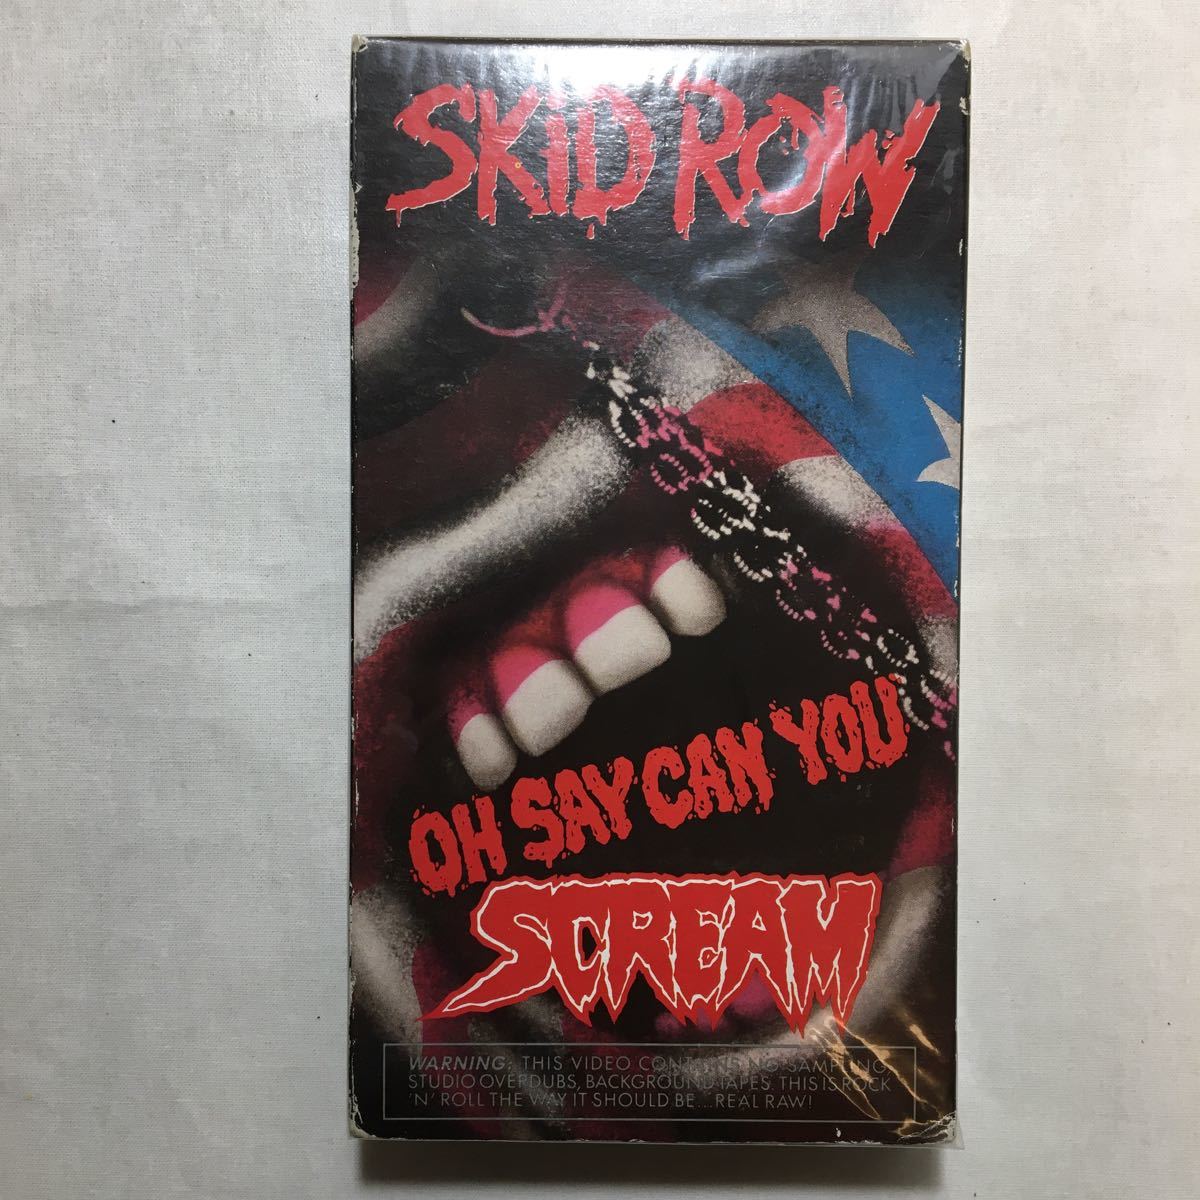 SKID ROW
OH SAY CAN YOU
SCREAM
WARNING: THIS VIDEO CONTAINS NO SAMPLING,
STUDIO OVERDUBS, BACKGROUND TAPES. THIS IS ROCK
'N' ROLL THE WAY IT SHOULD BE....REAL RAW!